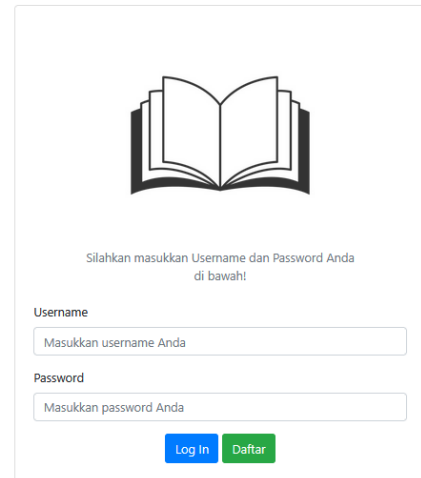 Silahkan masukkan Username dan Password Anda
di bawah!
Username
Masukkan username Anda
Password
Masukkan password Anda
Log In
Daftar